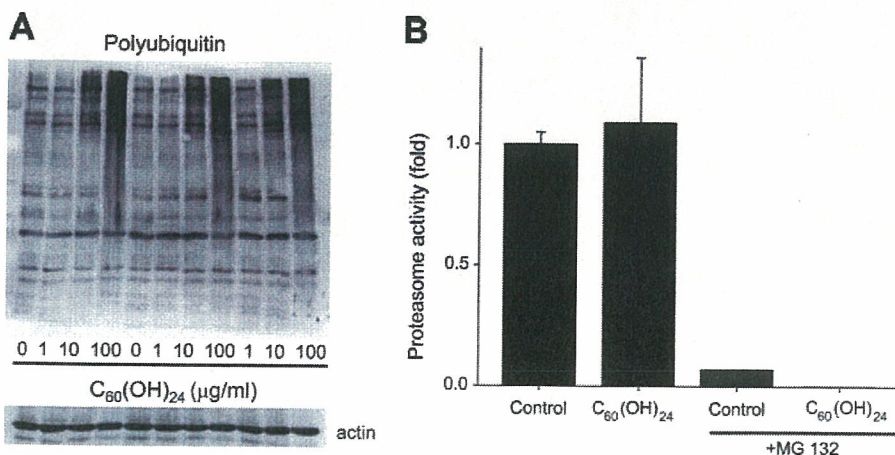 A
Polyubiquitin
0 1 10 100 0 1 10 100 1 10 100
C₆₀(OH)₂₄ (μg/ml)
actin
B
Proteasome activity (fold)
1.0
0.5
0.0
Control C₆₀(OH)₂₄ Control C₆₀(OH)₂₄
+MG 132